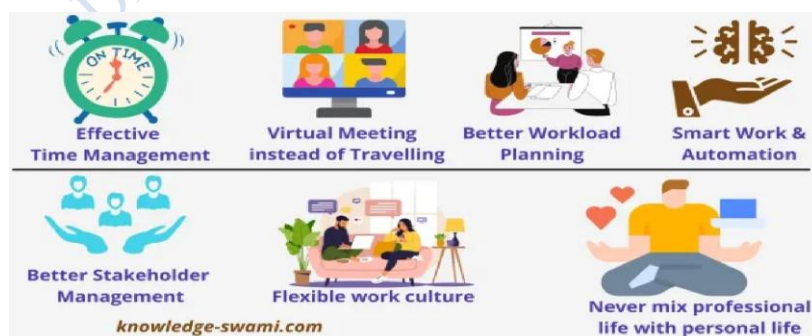 ON TIME
Effective
Time Management
Virtual Meeting
instead of Travelling
Better Workload
Planning
Smart Work &
Automation
Better Stakeholder
Management
Flexible work culture
Never mix professional
life with personal life
knowledge-swami.com